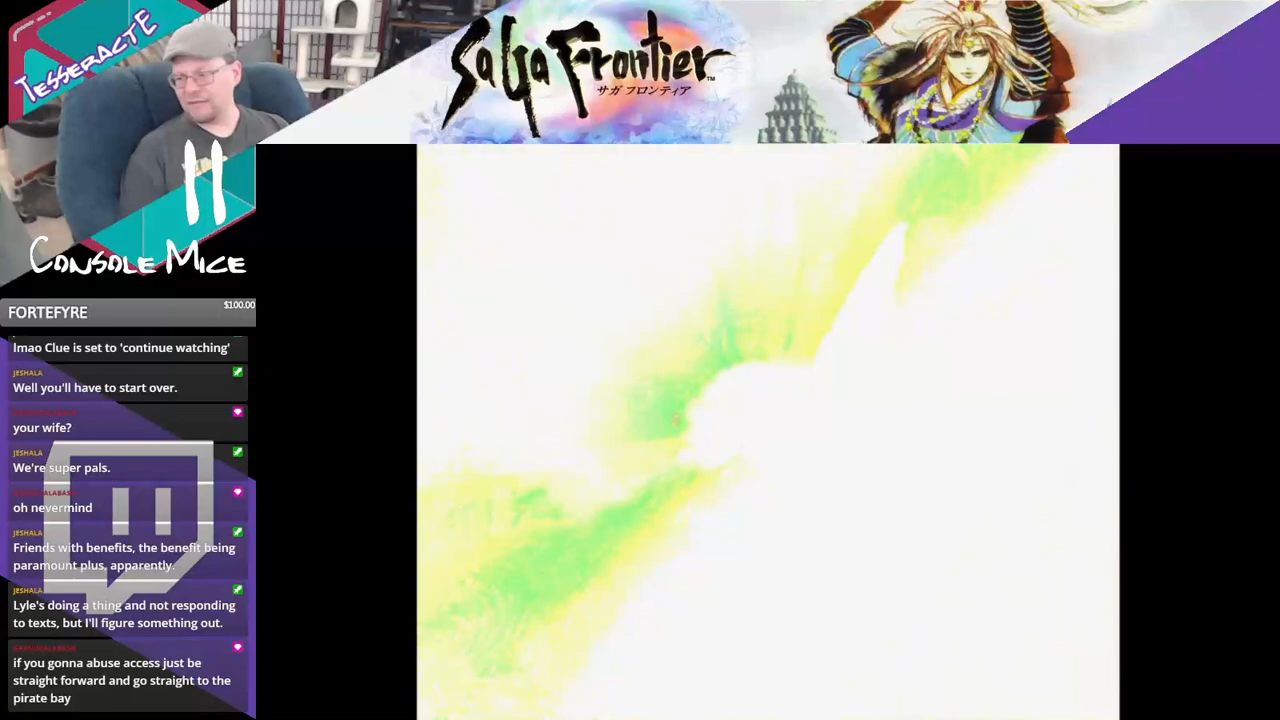 TESSERACTE
SaGa Frontier™
サガ フロンティア
CONSOLE MICE
FORTEFYRE
$100.00
lmao Clue is set to 'continue watching'
JESHALA
Well you'll have to start over.
your wife?
JESHALA
We're super pals.
oh nevermind
JESHALA
Friends with benefits, the benefit being
paramount plus, apparently.
JESHALA
Lyle's doing a thing and not responding
to texts, but I'll figure something out.
if you gonna abuse access just be
straight forward and go straight to the
pirate bay